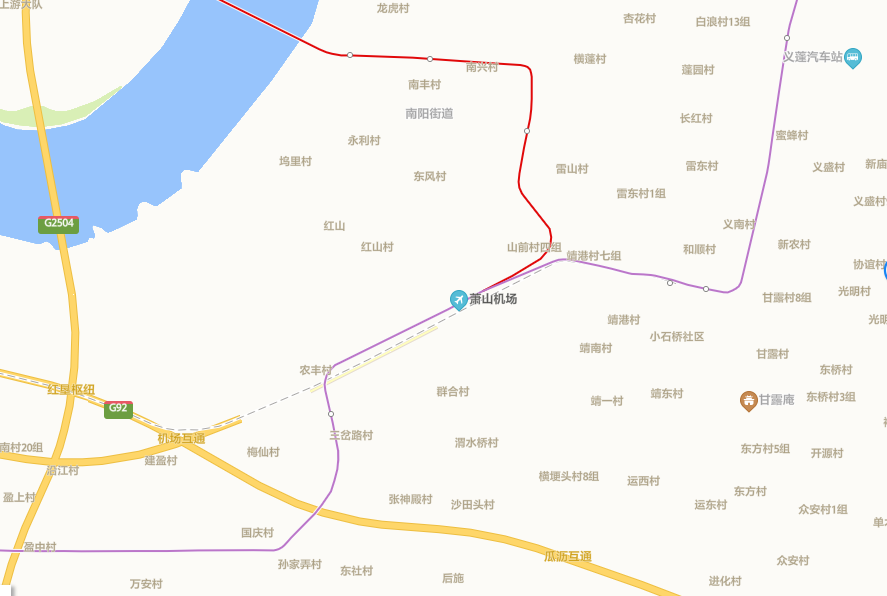 上游大队
龙虎村
杏花村
白浪村13组
横蓬村
义蓬汽车站
南兴村
蓬园村
南丰村
南阳街道
长红村
永利村
蜜蜂村
坞里村
雷山村
雷东村
义盛村
新庙
东风村
雷东村1组
义盛村
G2504
红山
义南村
红山村
山前村四组
靖港村七组
和顺村
新农村
协谊村
萧山机场
甘露村8组
光明村
靖港村
光明
小石桥社区
靖南村
甘露村
农丰村
东桥村
红垦枢纽
群合村
靖一村
靖东村
甘露庵
东桥村3组
G92
机场互通
王岔路村
南村20组
渭水桥村
梅仙村
东方村5组
开源村
建盈村
沿江村
横埂头村8组
运西村
盈上村
张神殿村
沙田头村
东方村
运东村
众安村1组
国庆村
盈中村
瓜沥互通
孙家弄村
众安村
东社村
后施
万安村
进化村